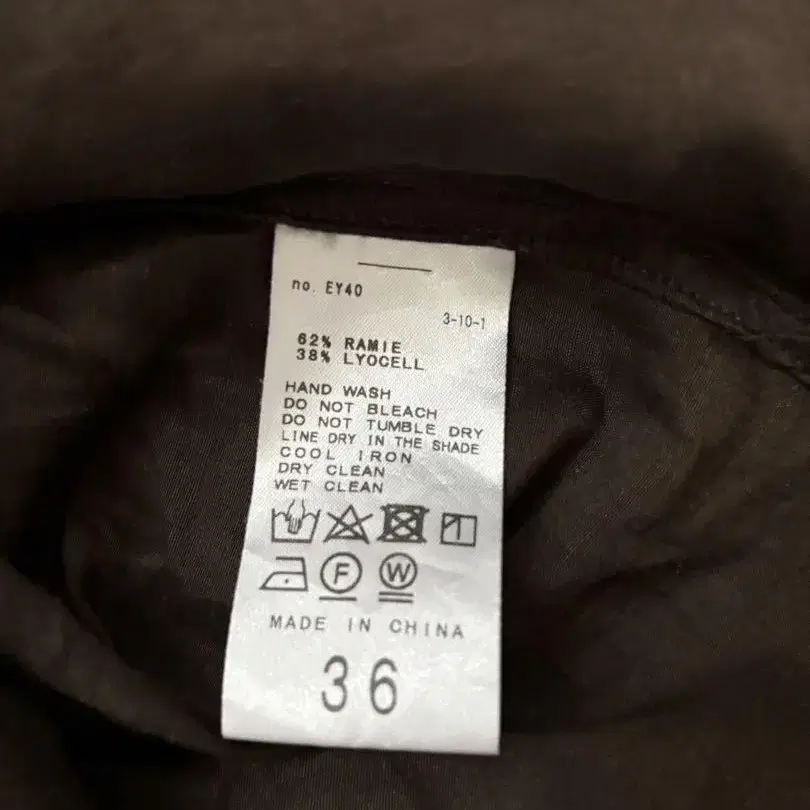 no. EY40
3-10-1
62% RAMIE
38% LYOCELL
HAND WASH
DO NOT BLEACH
DO NOT TUMBLE DRY
LINE DRY IN THE SHADE
COOL IRON
DRY CLEAN
WET CLEAN
F W
MADE IN CHINA
36